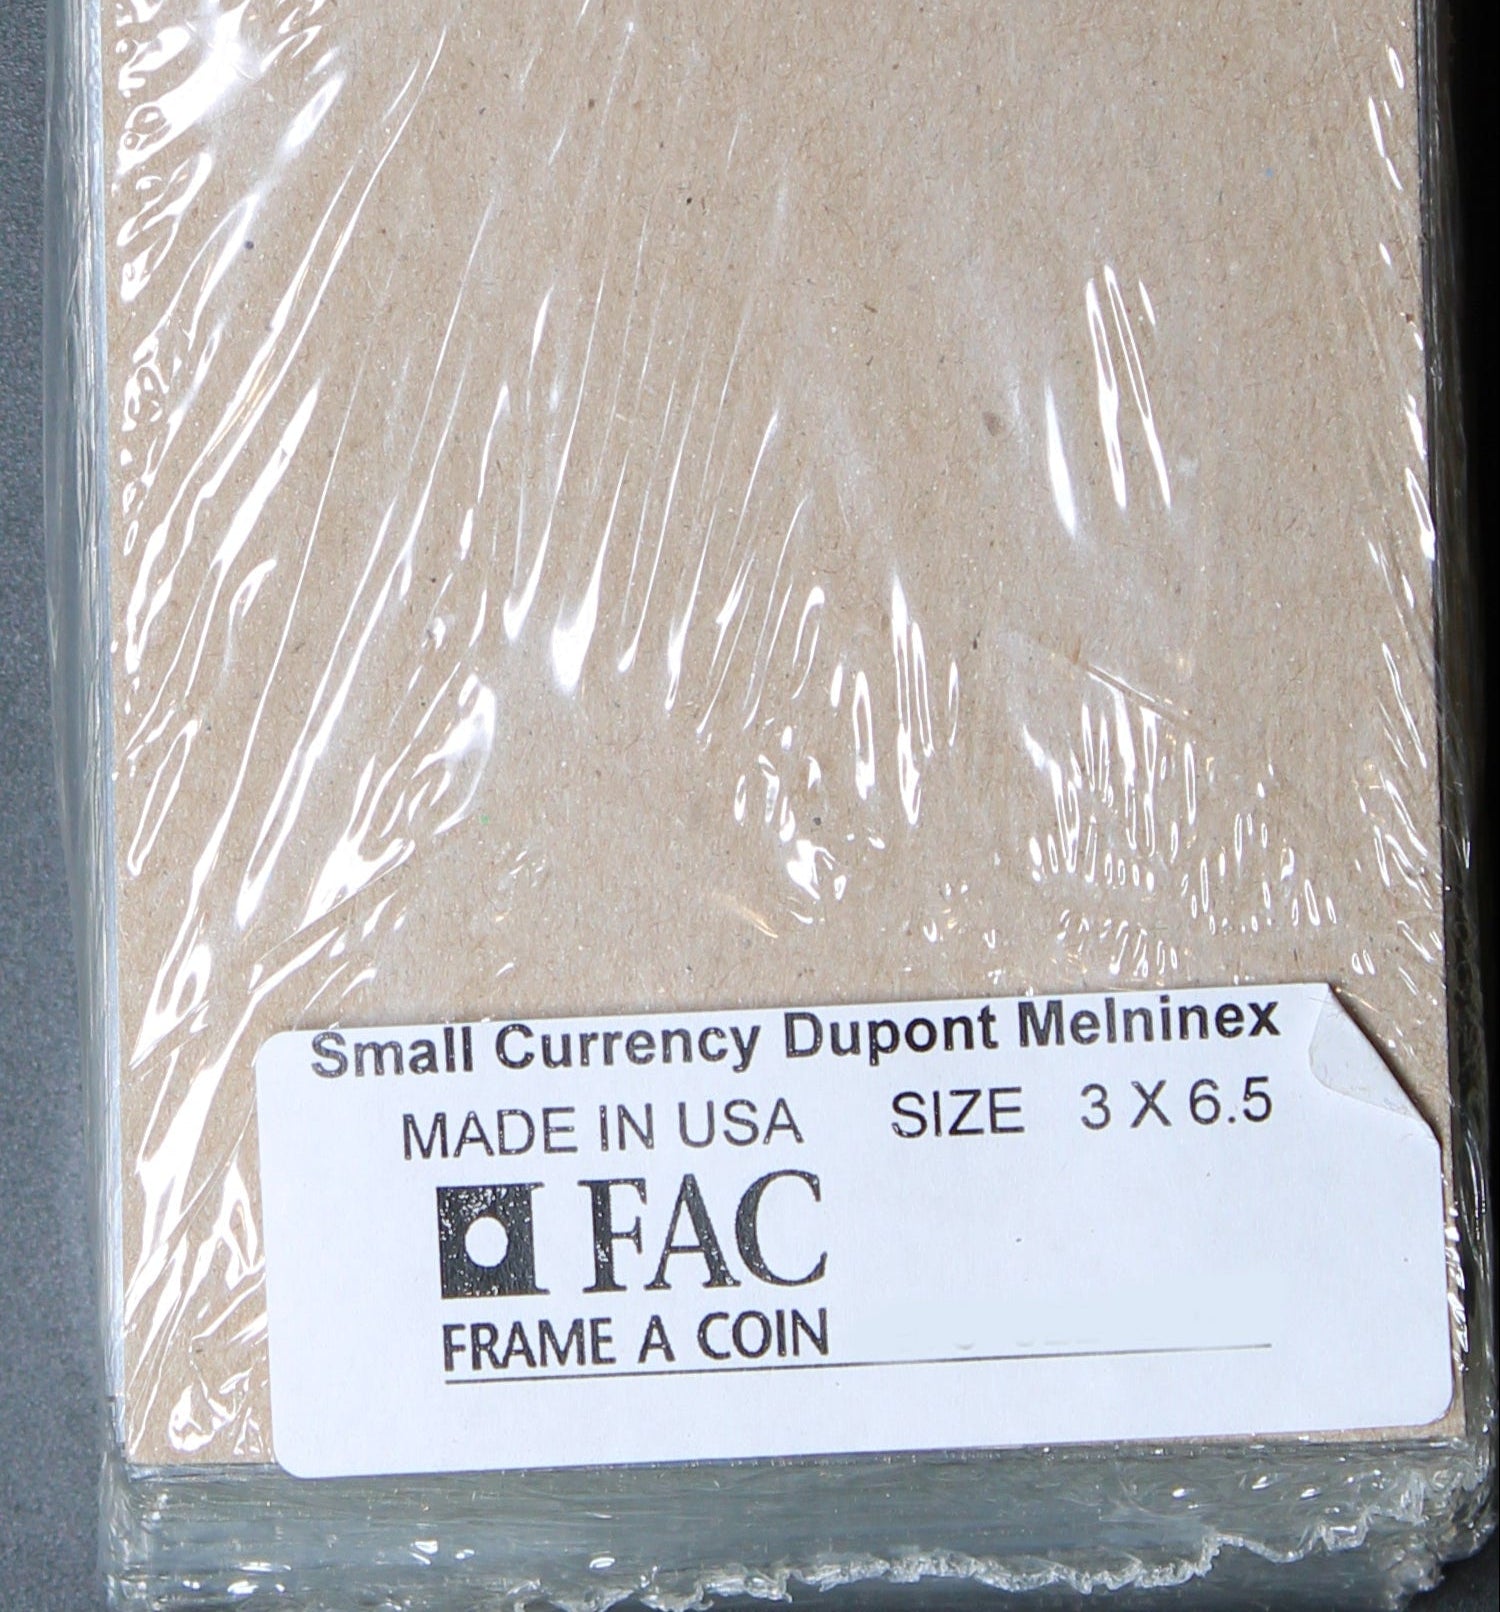 Small Currency Dupont Melninex
MADE IN USA SIZE 3 X 6.5
FAC
FRAME A COIN